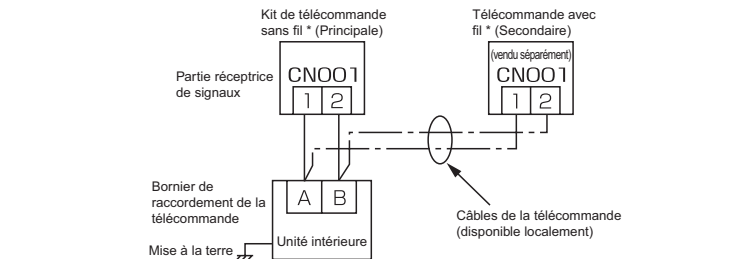 Kit de télécommande
sans fil * (Principale)
Télécommande avec
fil * (Secondaire)
(vendu séparément)
Partie réceptrice
de signaux
CN001
1 2
CN001
1 2
Bornier de
raccordement de la
télécommande
A B
Câbles de la télécommande
(disponible localement)
Unité intérieure
Mise à la terre